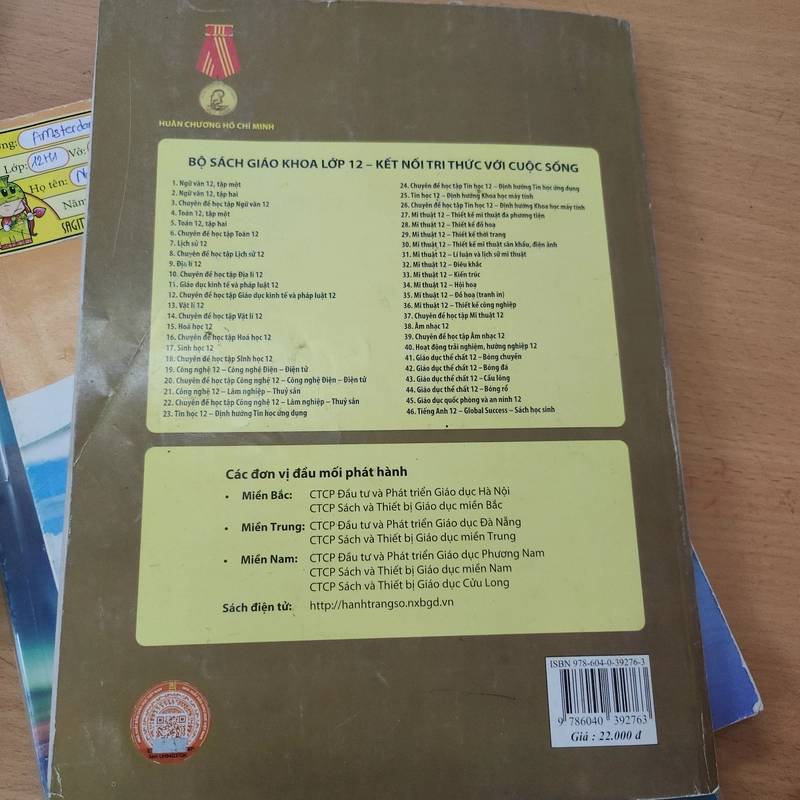 HUÂN CHƯƠNG HỒ CHÍ MINH
Amsterdam
Lớp: 12H1 Vở:
Họ tên:
BỘ SÁCH GIÁO KHOA LỚP 12 – KẾT NỐI TRI THỨC VỚI CUỘC SỐNG
1. Ngữ văn 12, tập một
2. Ngữ văn 12, tập hai
3. Chuyên đề học tập Ngữ văn 12
4. Toán 12, tập một
5. Toán 12, tập hai
6. Chuyên đề học tập Toán 12
7. Lịch sử 12
8. Chuyên đề học tập Lịch sử 12
9. Địa lí 12
10. Chuyên đề học tập Địa lí 12
11. Giáo dục kinh tế và pháp luật 12
12. Chuyên đề học tập Giáo dục kinh tế và pháp luật 12
13. Vật lí 12
14. Chuyên đề học tập Vật lí 12
15. Hoá học 12
16. Chuyên đề học tập Hoá học 12
17. Sinh học 12
18. Chuyên đề học tập Sinh học 12
19. Công nghệ 12 – Công nghệ Điện – Điện tử
20. Chuyên đề học tập Công nghệ 12 – Công nghệ Điện – Điện tử
21. Công nghệ 12 – Lâm nghiệp – Thuỷ sản
22. Chuyên đề học tập Công nghệ 12 – Lâm nghiệp – Thuỷ sản
23. Tin học 12 – Định hướng Tin học ứng dụng
24. Chuyên đề học tập Tin học 12 – Định hướng Tin học ứng dụng
25. Tin học 12 – Định hướng Khoa học máy tính
26. Chuyên đề học tập Tin học 12 – Định hướng Khoa học máy tính
27. Mĩ thuật 12 – Thiết kế mĩ thuật đa phương tiện
28. Mĩ thuật 12 – Thiết kế đồ hoạ
29. Mĩ thuật 12 – Thiết kế thời trang
30. Mĩ thuật 12 – Thiết kế mĩ thuật sân khấu, điện ảnh
31. Mĩ thuật 12 – Lí luận và lịch sử mĩ thuật
32. Mĩ thuật 12 – Điêu khắc
33. Mĩ thuật 12 – Kiến trúc
34. Mĩ thuật 12 – Hội hoạ
35. Mĩ thuật 12 – Đồ hoạ (tranh in)
36. Mĩ thuật 12 – Thiết kế công nghiệp
37. Chuyên đề học tập Mĩ thuật 12
38. Âm nhạc 12
39. Chuyên đề học tập Âm nhạc 12
40. Hoạt động trải nghiệm, hướng nghiệp 12
41. Giáo dục thể chất 12 – Bóng chuyền
42. Giáo dục thể chất 12 – Bóng đá
43. Giáo dục thể chất 12 – Cầu lông
44. Giáo dục thể chất 12 – Bóng rổ
45. Giáo dục quốc phòng và an ninh 12
46. Tiếng Anh 12 – Global Success – Sách học sinh
Các đơn vị đầu mối phát hành
• Miền Bắc: CTCP Đầu tư và Phát triển Giáo dục Hà Nội
CTCP Sách và Thiết bị Giáo dục miền Bắc
• Miền Trung: CTCP Đầu tư và Phát triển Giáo dục Đà Nẵng
CTCP Sách và Thiết bị Giáo dục miền Trung
• Miền Nam: CTCP Đầu tư và Phát triển Giáo dục Phương Nam
CTCP Sách và Thiết bị Giáo dục miền Nam
CTCP Sách và Thiết bị Giáo dục Cửu Long
Sách điện tử: http://hanhtrangso.nxbgd.vn
ISBN 978-604-0-39276-3
9 786040 392763
Giá : 22.000 đ